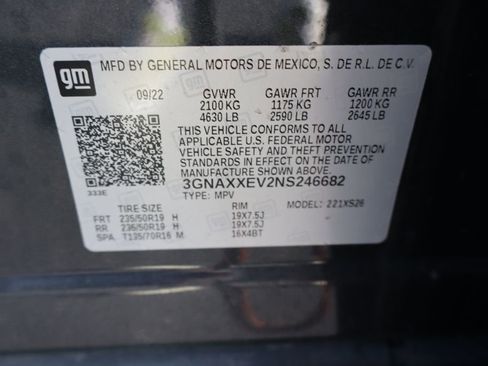 gm
MFD BY GENERAL MOTORS DE MEXICO, S. DE R.L. DE C.V.
09/22 GVWR GAWR FRT GAWR RR
2100 KG 1175 KG 1200 KG
4630 LB 2590 LB 2645 LB
THIS VEHICLE CONFORMS TO ALL
APPLICABLE U.S. FEDERAL MOTOR
VEHICLE SAFETY AND THEFT
PREVENTION STANDARDS IN EFFECT
ON THE DATE OF
MANUFACTURE SHOWN ABOVE.
333E 3GNAXXEV2NS246682
TYPE: MPV MODEL: 221XS26
TIRE SIZE RIM
FRT 235/50R19 H 19X7.5J
RR 235/50R19 H 19X7.5J
SPA T135/70R16 M 16X4BT